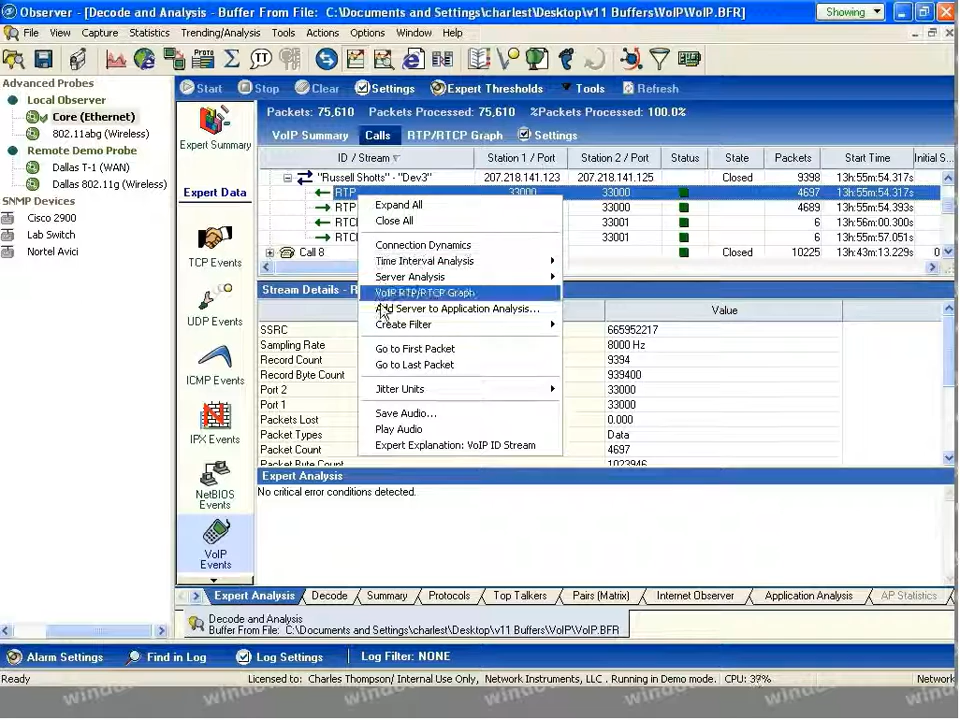 Observer - [Decode and Analysis - Buffer From File: C:\Documents and Settings\charlest\Desktop\v11 Buffers\VoIP\VoIP.BFR]
Showing
File View Capture Statistics Trending/Analysis Tools Actions Options Window Help
Advanced Probes
Local Observer
Core (Ethernet)
802.11abg (Wireless)
Remote Demo Probe
Dallas T-1 (WAN)
Dallas 802.11g (Wireless)
SNMP Devices
Cisco 2900
Lab Switch
Nortel Avici
Start Stop Clear Settings Expert Thresholds Tools Refresh
Expert Summary
Expert Data
TCP Events
UDP Events
ICMP Events
IPX Events
NetBIOS
Events
VoIP
Events
Packets: 75,610 Packets Processed: 75,610 %Packets Processed: 100.0%
VoIP Summary Calls RTP/RTCP Graph Settings
ID / Stream Station 1 / Port Station 2 / Port Status State Packets Start Time Initial S...
"Russell Shotts" - "Dev3" 207.218.141.123 207.218.141.125 Closed 9398 13h:55m:54.317s
RTP 33000 33000 4697 13h:55m:54.317s
RTP 33000 4689 13h:55m:54.393s
33001 6 13h:56m:00.300s
33001 6 13h:55m:57.051s
Call 8 Closed 10225 13h:43m:13.229s 0
Expand All
Close All
Connection Dynamics
Time Interval Analysis
Server Analysis
VoIP RTP/RTCP Graph
Add Server to Application Analysis...
Create Filter
Go to First Packet
Go to Last Packet
Jitter Units
Save Audio...
Play Audio
Expert Explanation: VoIP ID Stream
Stream Details - R
Value
SSRC 665952217
Sampling Rate 8000 Hz
Record Count 9394
Record Byte Count 939400
Port 2 33000
Port 1 33000
Packets Lost 0.000
Packet Types Data
Packet Count 4697
Packet Byte Count 1023946
Expert Analysis
No critical error conditions detected.
Expert Analysis Decode Summary Protocols Top Talkers Pairs (Matrix) Internet Observer Application Analysis AP Statistics
Decode and Analysis
Buffer From File: C:\Documents and Settings\charlest\Desktop\v11 Buffers\VoIP\VoIP.BFR
Alarm Settings Find in Log Log Settings Log Filter: NONE
Ready Licensed to: Charles Thompson/ Internal Use Only, Network Instruments, LLC . Running in Demo mode. CPU: 39% Network